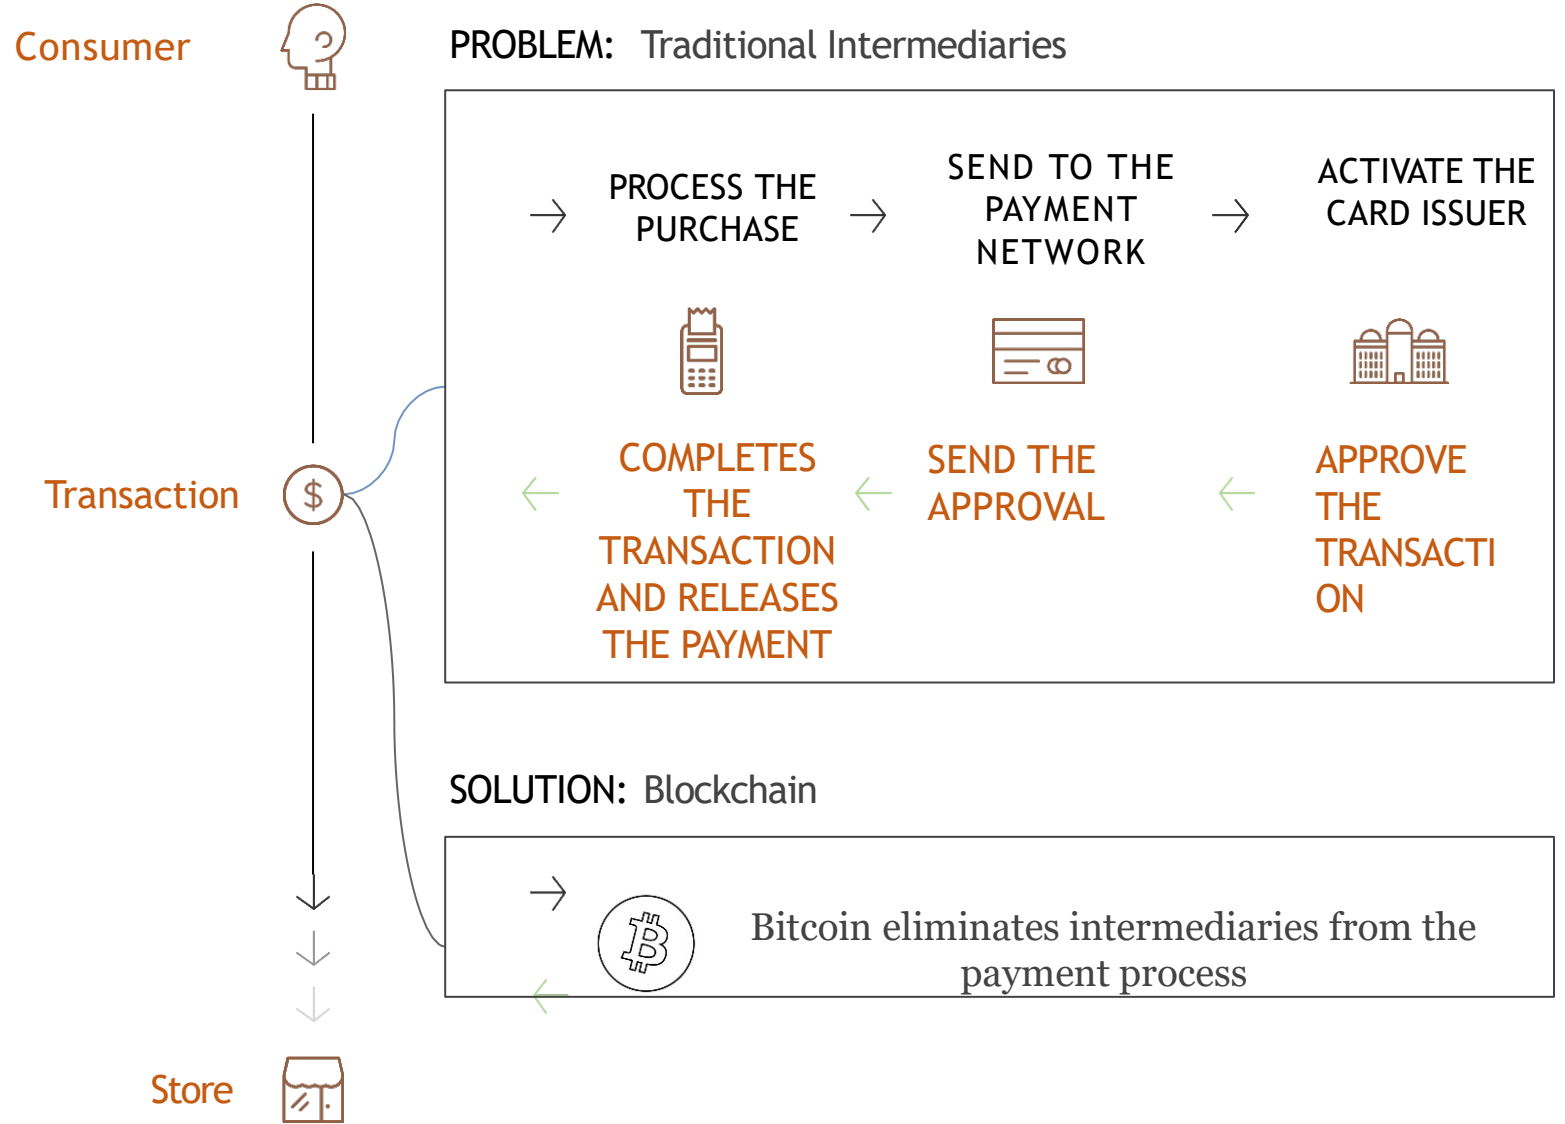 Consumer
PROBLEM: Traditional Intermediaries
PROCESS THE
PURCHASE
SEND TO THE
PAYMENT
NETWORK
ACTIVATE THE
CARD ISSUER
Transaction
$
COMPLETES
THE
TRANSACTION
AND RELEASES
THE PAYMENT
SEND THE
APPROVAL
APPROVE
THE
TRANSACTI
ON
SOLUTION: Blockchain
Bitcoin eliminates intermediaries from the
payment process
Store